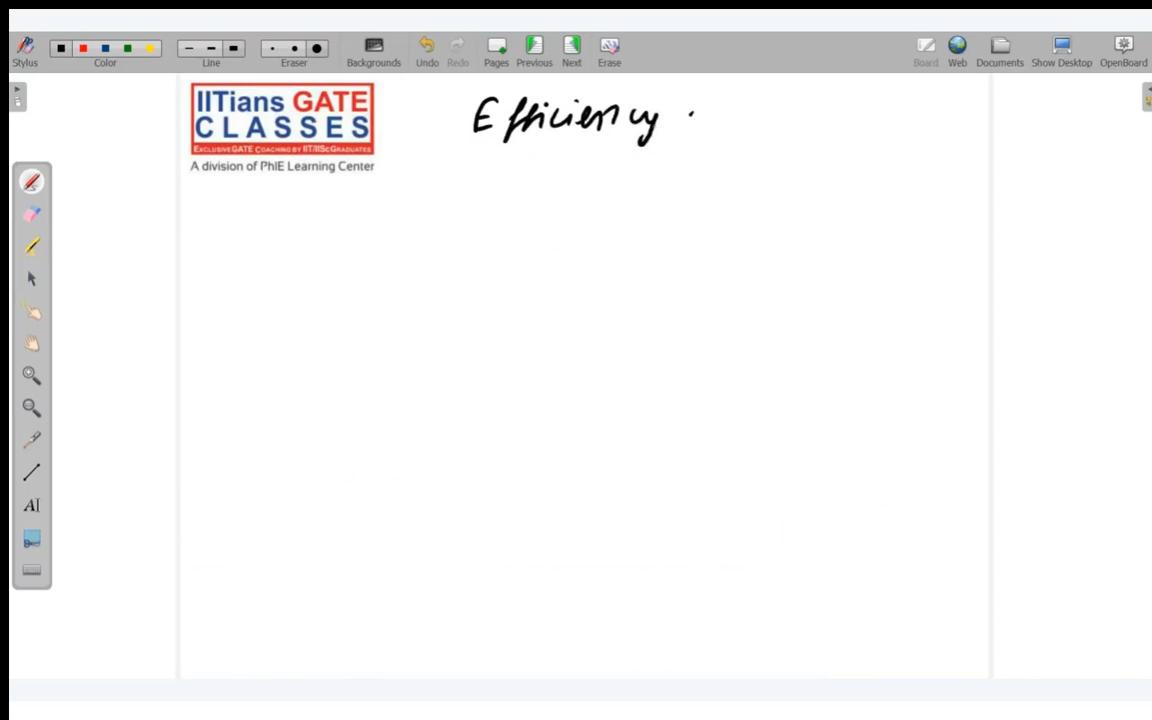 Stylus
Color
Line
Eraser
Backgrounds
Undo
Redo
Pages
Previous
Next
Erase
Board
Web
Documents
Show Desktop
OpenBoard
IITians GATE
CLASSES
EXCLUSIVE GATE COACHING BY IIT/IISC GRADUATES
A division of PhIE Learning Center
Efficiency .
AI